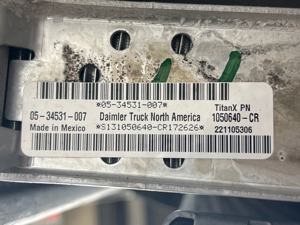 *05-34531-007*
TitanX PN
05-34531-007 Daimler Truck North America 1050640-CR
Made in Mexico *S131050640-CR172626* 221105306